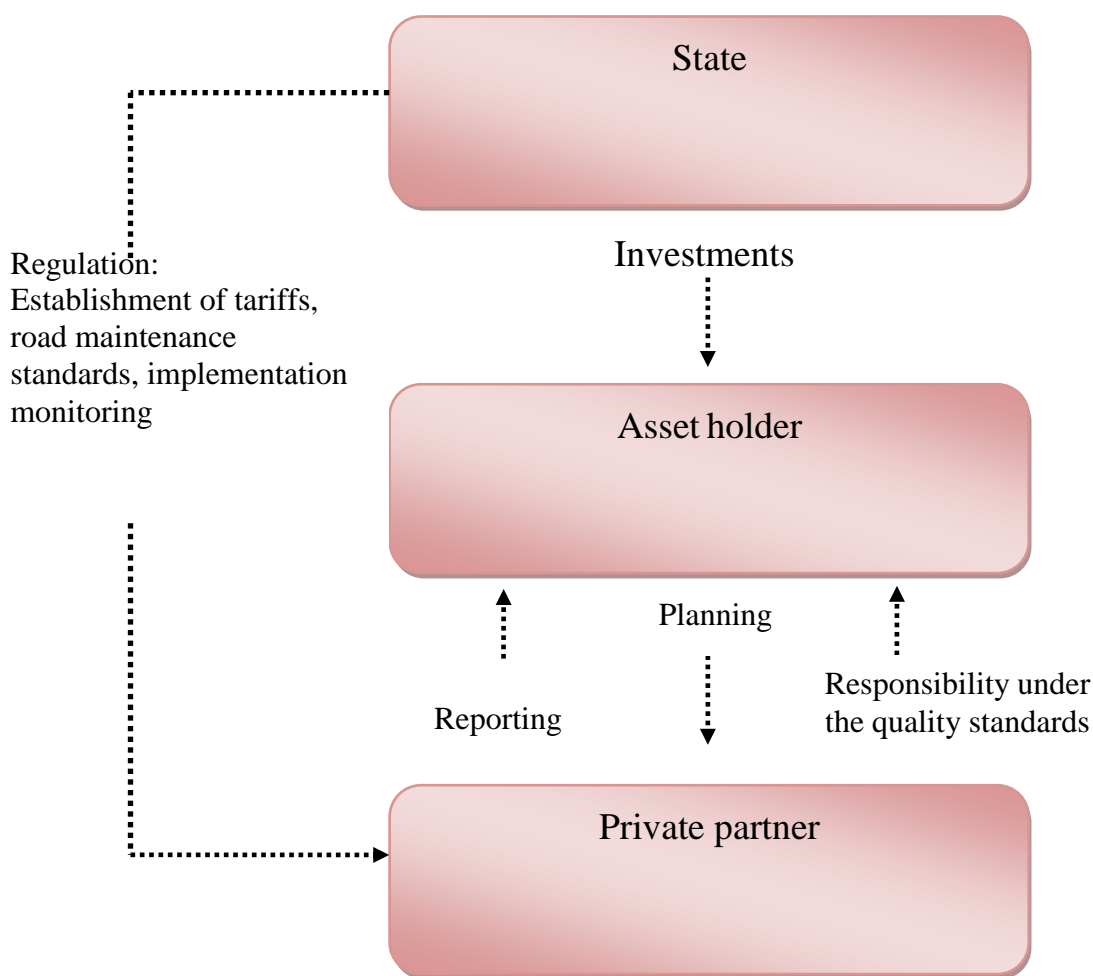 State
Investments
Regulation:
Establishment of tariffs,
road maintenance
standards, implementation
monitoring
Asset holder
Planning
Reporting
Responsibility under
the quality standards
Private partner